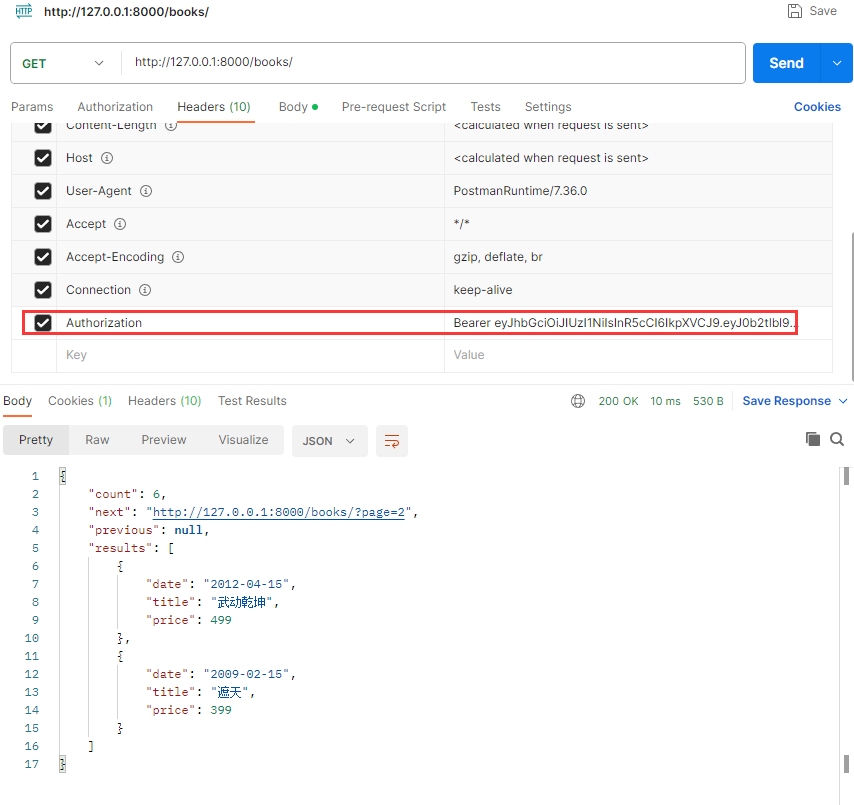 HTTP http://127.0.0.1:8000/books/ Save
GET http://127.0.0.1:8000/books/ Send
Params Authorization Headers (10) Body Pre-request Script Tests Settings Cookies
Content-Length <calculated when request is sent>
Host <calculated when request is sent>
User-Agent PostmanRuntime/7.36.0
Accept */*
Accept-Encoding gzip, deflate, br
Connection keep-alive
Authorization Bearer eyJhbGciOiJIUzI1NiIsInR5cCI6IkpXVCJ9.eyJ0b2tlbl9...
Key Value
Body Cookies (1) Headers (10) Test Results 200 OK 10 ms 530 B Save Response
Pretty Raw Preview Visualize JSON
1 {
2 "count": 6,
3 "next": "http://127.0.0.1:8000/books/?page=2",
4 "previous": null,
5 "results": [
6 {
7 "date": "2012-04-15",
8 "title": "武动乾坤",
9 "price": 499
10 },
11 {
12 "date": "2009-02-15",
13 "title": "遮天",
14 "price": 399
15 }
16 ]
17 }